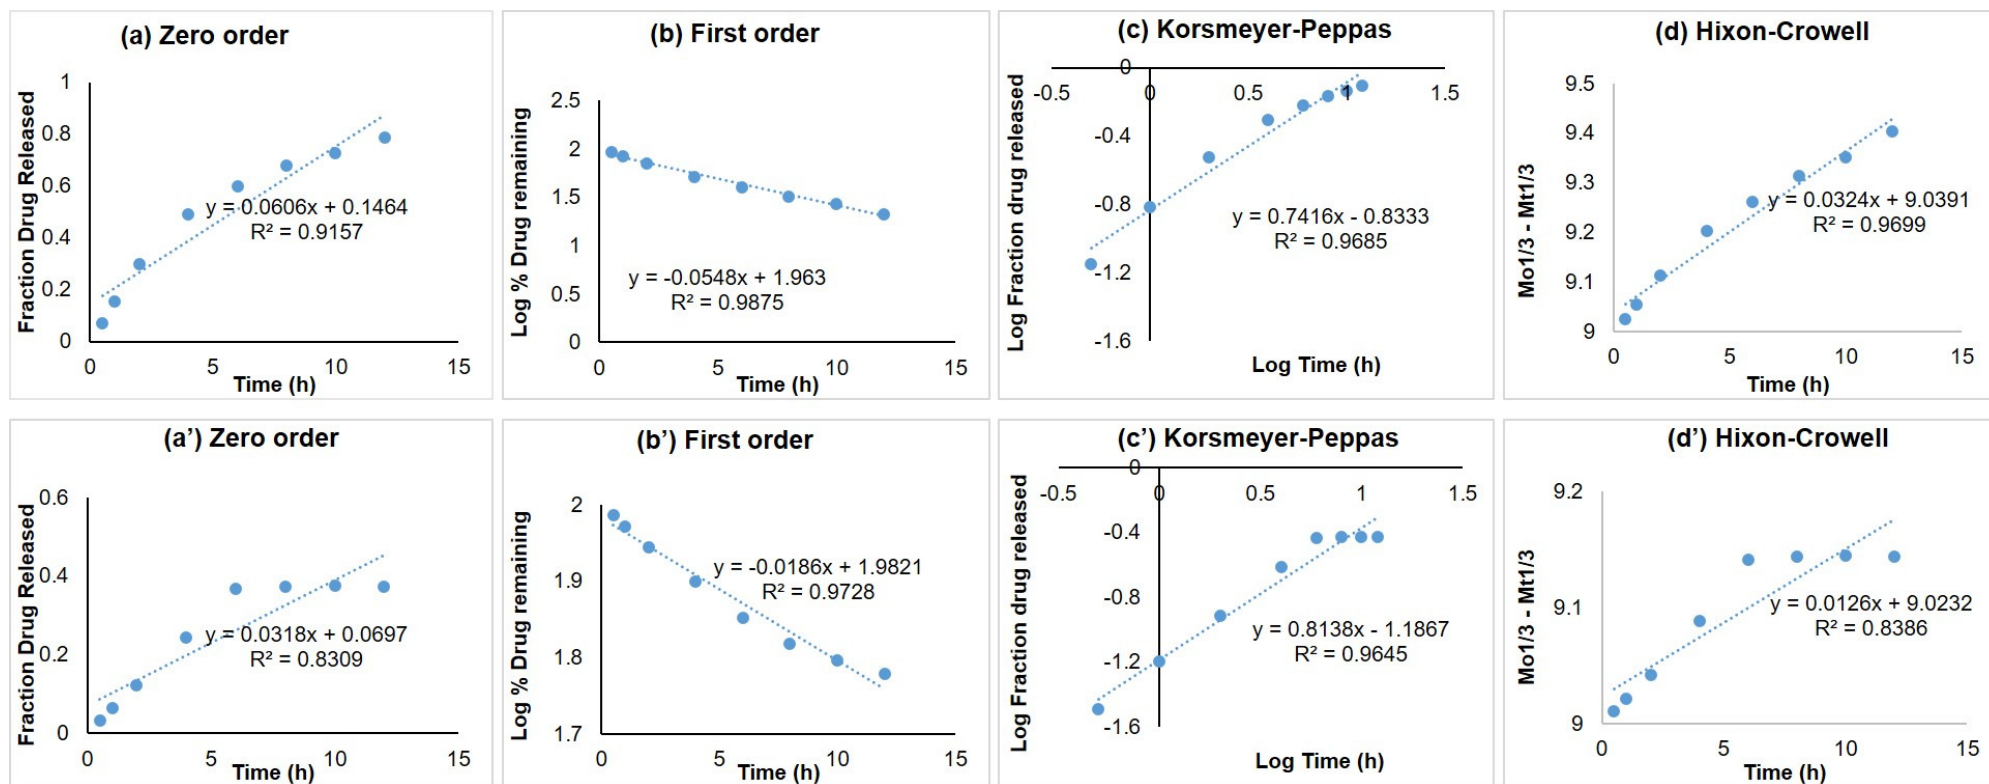 (a) Zero order
Fraction Drug Released
1
0.8
0.6
0.4
0.2
0
y = 0.0606x + 0.1464
R² = 0.9157
0 5 10 15
Time (h)
(b) First order
Log % Drug remaining
2.5
2
1.5
1
0.5
0
y = -0.0548x + 1.963
R² = 0.9875
0 5 10 15
Time (h)
(c) Korsmeyer-Peppas
Log Fraction drug released
0
-0.5 0 0.5 1 1.5
-0.4
-0.8
-1.2
-1.6
y = 0.7416x - 0.8333
R² = 0.9685
Log Time (h)
(d) Hixon-Crowell
Mo1/3 - Mt1/3
9.5
9.4
9.3
9.2
9.1
9
y = 0.0324x + 9.0391
R² = 0.9699
0 5 10 15
Time (h)
(a’) Zero order
Fraction Drug Released
0.6
0.4
0.2
0
y = 0.0318x + 0.0697
R² = 0.8309
0 5 10 15
Time (h)
(b’) First order
Log % Drug remaining
2
1.9
1.8
1.7
y = -0.0186x + 1.9821
R² = 0.9728
0 5 10 15
Time (h)
(c’) Korsmeyer-Peppas
Log Fraction drug released
0
-0.5 0 0.5 1 1.5
-0.4
-0.8
-1.2
-1.6
y = 0.8138x - 1.1867
R² = 0.9645
Log Time (h)
(d’) Hixon-Crowell
Mo1/3 - Mt1/3
9.2
9.1
9
y = 0.0126x + 9.0232
R² = 0.8386
0 5 10 15
Time (h)